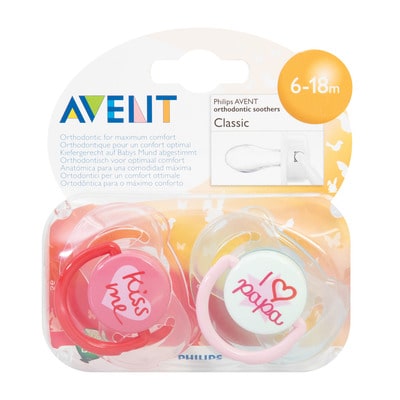 6-18m
AVENT
Philips AVENT
orthodontic soothers
Classic
Orthodontic for maximum comfort
Orthodontique pour un confort optimal
Kiefergerecht auf Babys Mund abgestimmt
Orthodontisch voor optimaal comfort
Anatómica para una comodidad máxima
Ortodontici per un comfort ottimale
Ortodôntica para o máximo conforto
kiss
me
I ♡
papa
PHILIPS